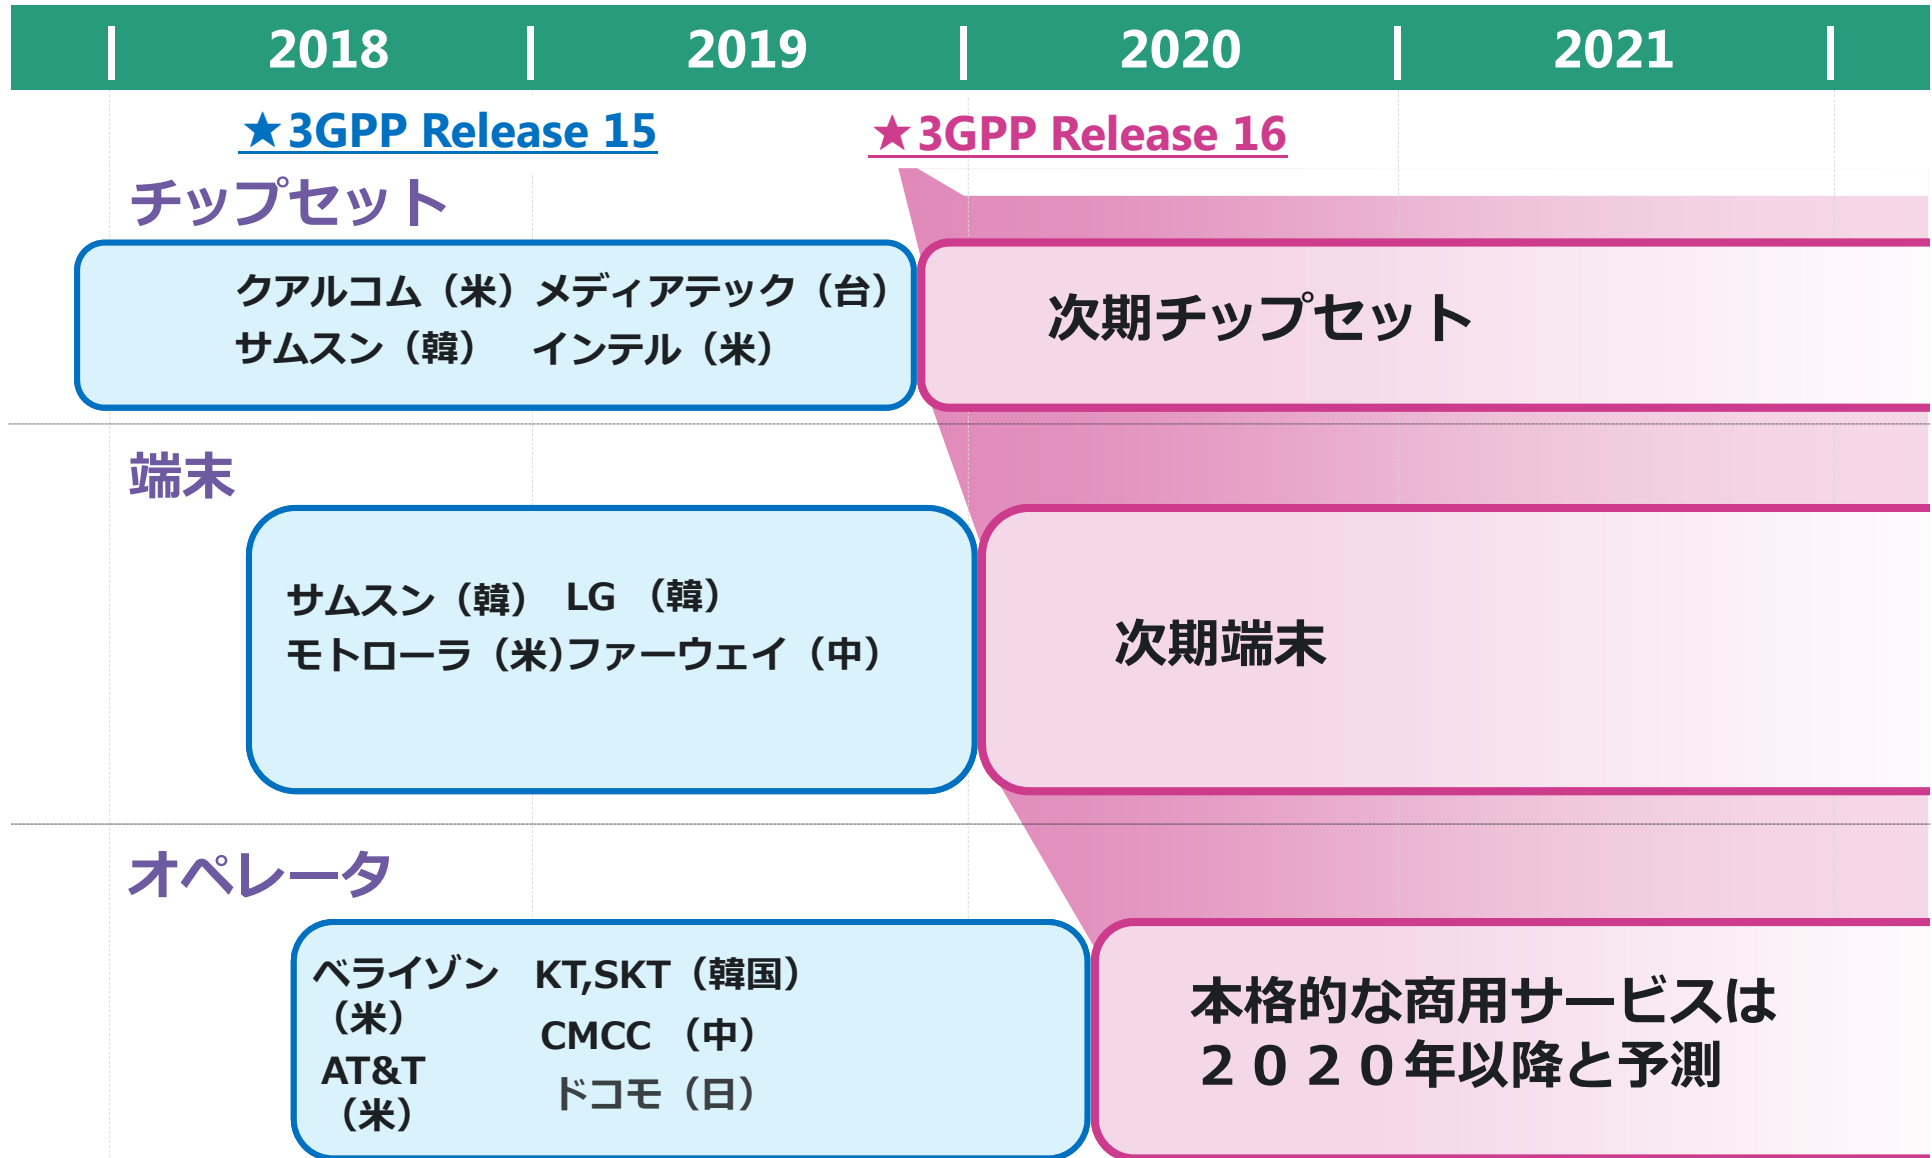 2018 2019 2020 2021
★3GPP Release 15 ★3GPP Release 16
チップセット
クアルコム（米）メディアテック（台）
サムスン（韓） インテル（米）
次期チップセット
端末
サムスン（韓） LG （韓）
モトローラ（米)ファーウェイ（中）
次期端末
オペレータ
ベライゾン
（米）
AT&T
（米）
KT,SKT（韓国）
CMCC （中）
ドコモ（日）
本格的な商用サービスは
２０２０年以降と予測